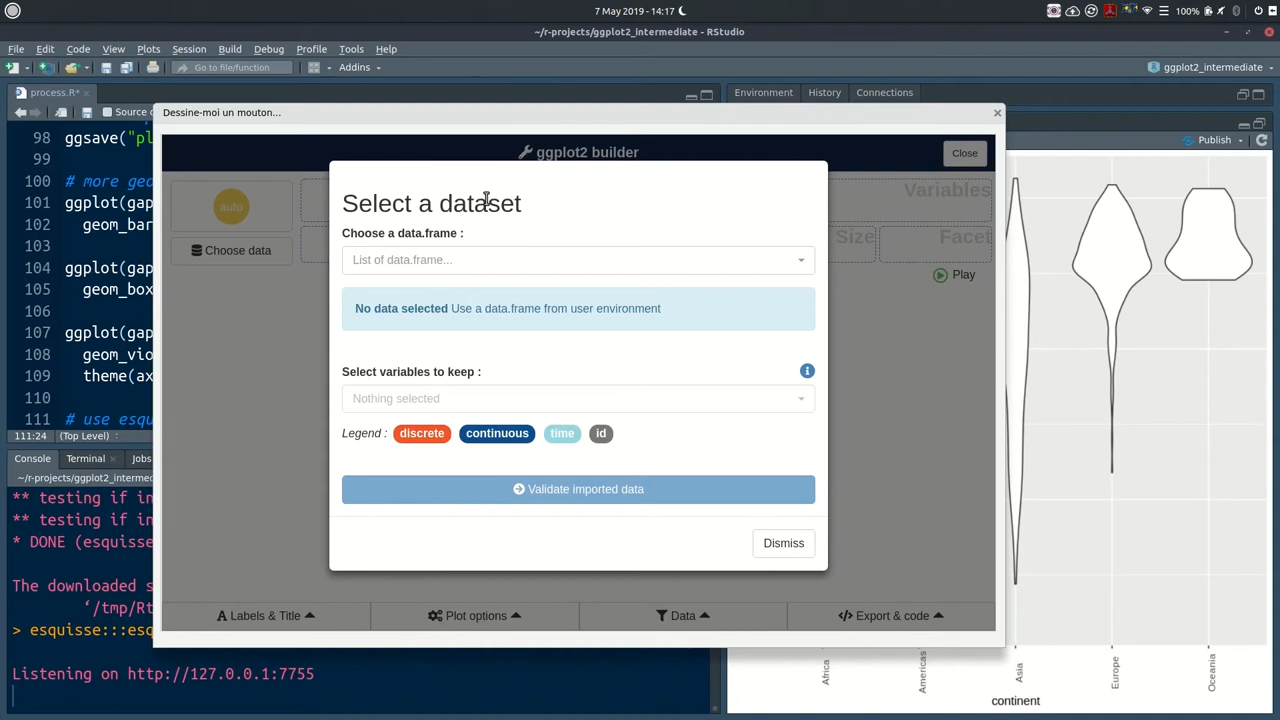 7 May 2019 - 14:17
100%
~/r-projects/ggplot2_intermediate - RStudio
File Edit Code View Plots Session Build Debug Profile Tools Help
Go to file/function
Addins
ggplot2_intermediate
process.R*
Environment History Connections
Source
Publish
98 ggsave("pl
99
100 # more geo
101 ggplot(gap
102 geom_bar
103
104 ggplot(gap
105 geom_box
106
107 ggplot(gap
108 geom_vio
109 theme(ax
110
111 # use esqu
111:24 (Top Level)
Console Terminal Jobs
~/r-projects/ggplot2_intermed
** testing if in
** testing if in
* DONE (esquisse
The downloaded s
‘/tmp/Rt
> esquisse:::esq
Listening on http://127.0.0.1:7755
Dessine-moi un mouton...
ggplot2 builder
Close
auto
Choose data
Variables
Size
Facet
Play
Select a dataset
Choose a data.frame :
List of data.frame...
No data selected Use a data.frame from user environment
Select variables to keep :
Nothing selected
Legend : discrete continuous time id
Validate imported data
Dismiss
Labels & Title
Plot options
Data
Export & code
Africa
Americas
Asia
Europe
Oceania
continent